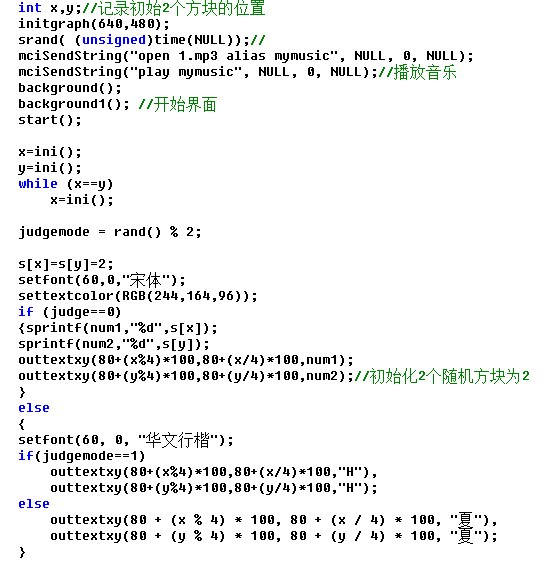 int x,y;//记录初始2个方块的位置
initgraph(640,480);
srand( (unsigned)time(NULL));//
mciSendString("open 1.mp3 alias mymusic", NULL, 0, NULL);
mciSendString("play mymusic", NULL, 0, NULL);//播放音乐
background();
background1(); //开始界面
start();
x=ini();
y=ini();
while (x==y)
x=ini();
judgemode = rand() % 2;
s[x]=s[y]=2;
setfont(60,0,"宋体");
settextcolor(RGB(244,164,96));
if (judge==0)
{sprintf(num1,"%d",s[x]);
sprintf(num2,"%d",s[y]);
outtextxy(80+(x%4)*100,80+(x/4)*100,num1);
outtextxy(80+(y%4)*100,80+(y/4)*100,num2);//初始化2个随机方块为2
}
else
{
setfont(60, 0, "华文行楷");
if(judgemode==1)
outtextxy(80+(x%4)*100,80+(x/4)*100,"H"),
outtextxy(80+(y%4)*100,80+(y/4)*100,"H");
else
outtextxy(80 + (x % 4) * 100, 80 + (x / 4) * 100, "夏"),
outtextxy(80 + (y % 4) * 100, 80 + (y / 4) * 100, "夏");
}